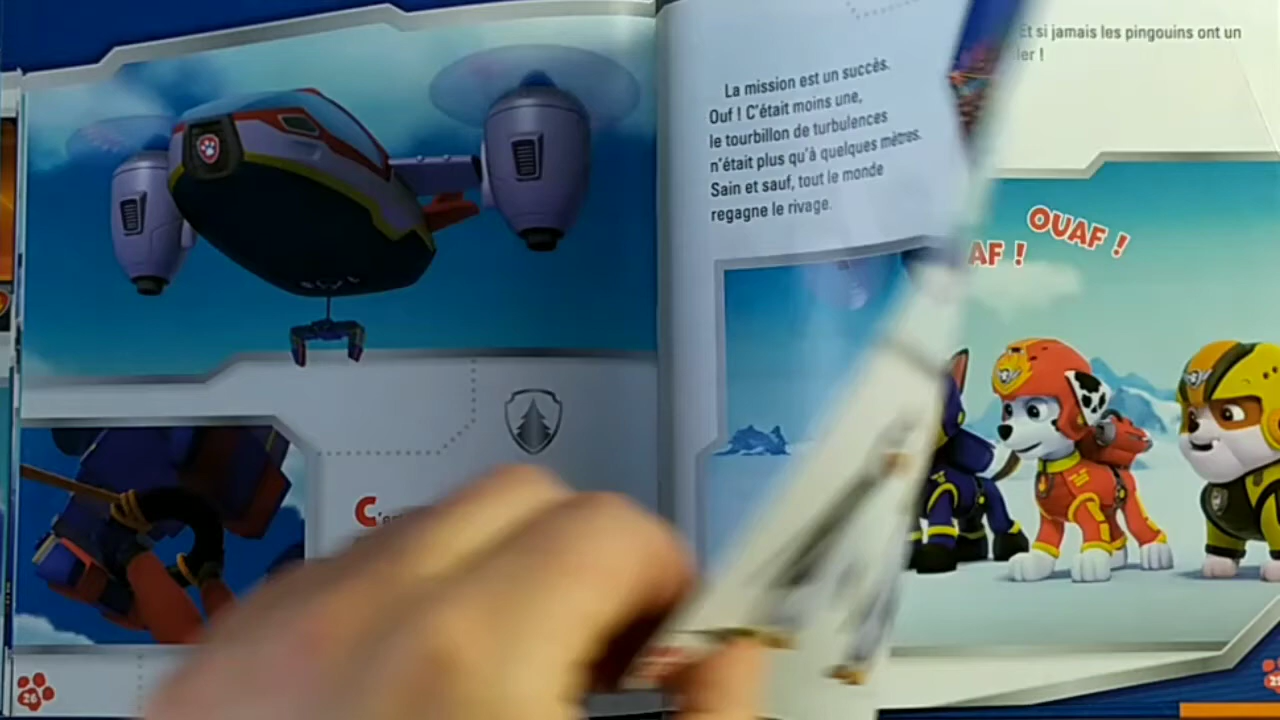 La mission est un succès.
Ouf ! C'était moins une,
le tourbillon de turbulences
n'était plus qu'à quelques mètres.
Sain et sauf, tout le monde
regagne le rivage.
Et si jamais les pingouins ont un
OUAF !
AF !
26